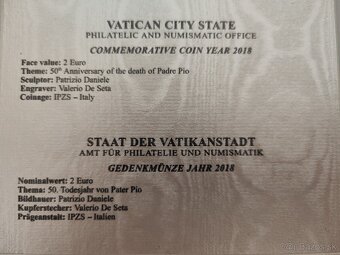 VATICAN CITY STATE
PHILATELIC AND NUMISMATIC OFFICE
COMMEMORATIVE COIN YEAR 2018
Face value: 2 Euro
Theme: 50th Anniversary of the death of Padre Pio
Sculptor: Patrizio Daniele
Engraver: Valerio De Seta
Coinage: IPZS – Italy
STAAT DER VATIKANSTADT
AMT FÜR PHILATELIE UND NUMISMATIK
GEDENKMÜNZE JAHR 2018
Nominalwert: 2 Euro
Thema: 50. Todesjahr von Pater Pio
Bildhauer: Patrizio Daniele
Kupferstecher: Valerio De Seta
Prägeanstalt: IPZS – Italien